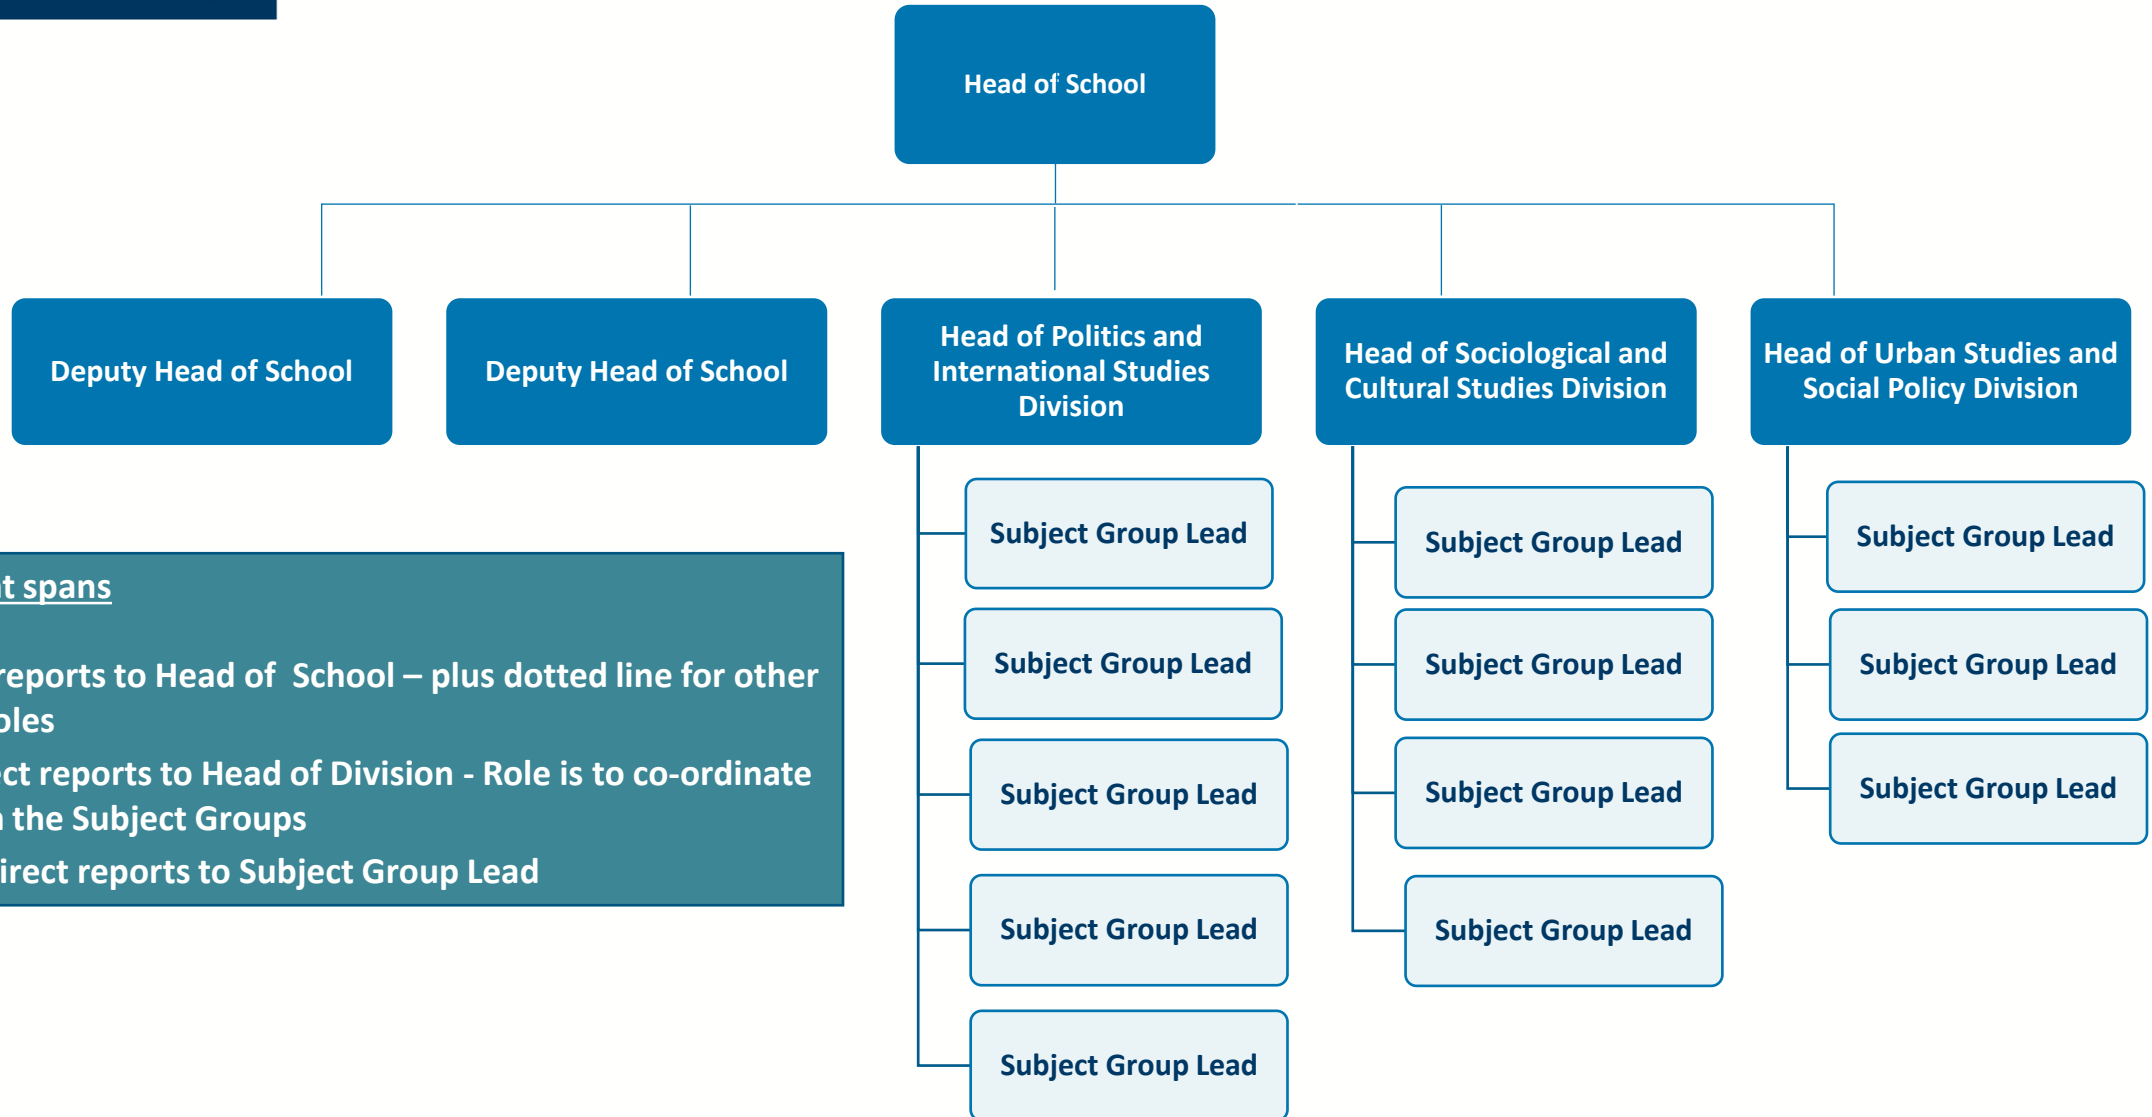 Head of School
Deputy Head of School
Deputy Head of School
Head of Politics and
International Studies
Division
Head of Sociological and
Cultural Studies Division
Head of Urban Studies and
Social Policy Division
Subject Group Lead
Subject Group Lead
Subject Group Lead
Subject Group Lead
Subject Group Lead
Subject Group Lead
Subject Group Lead
Subject Group Lead
Subject Group Lead
Subject Group Lead
Subject Group Lead
Subject Group Lead
spans
reports to Head of  School – plus dotted line for other
reports to Head of Division - Role is to co-ordinate
the Subject Groups
reports to Subject Group Lead